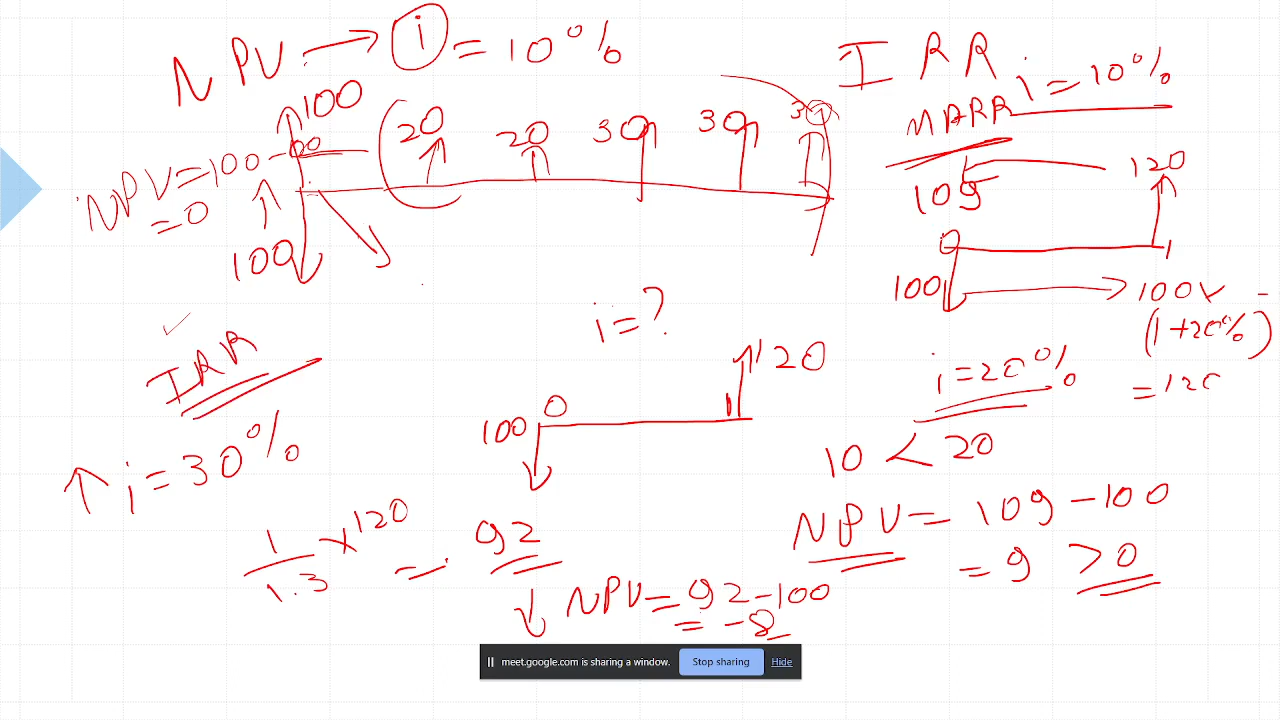 NPV → i = 10%
100
20 20 30 30 30
NPV = 100 - 100
= 0
100
IRR
i = 10%
MARR
109
120
0 1
100
100 x
(1 + 20%)
= 120
i = ?
120
0 1
100
i = 20%
10 < 20
NPV = 109 - 100
= 9 > 0
IRR
↑ i = 30%
1/1.3 x 120 = 92
↓ NPV = 92 - 100
= - 8
meet.google.com is sharing a window.
Stop sharing
Hide